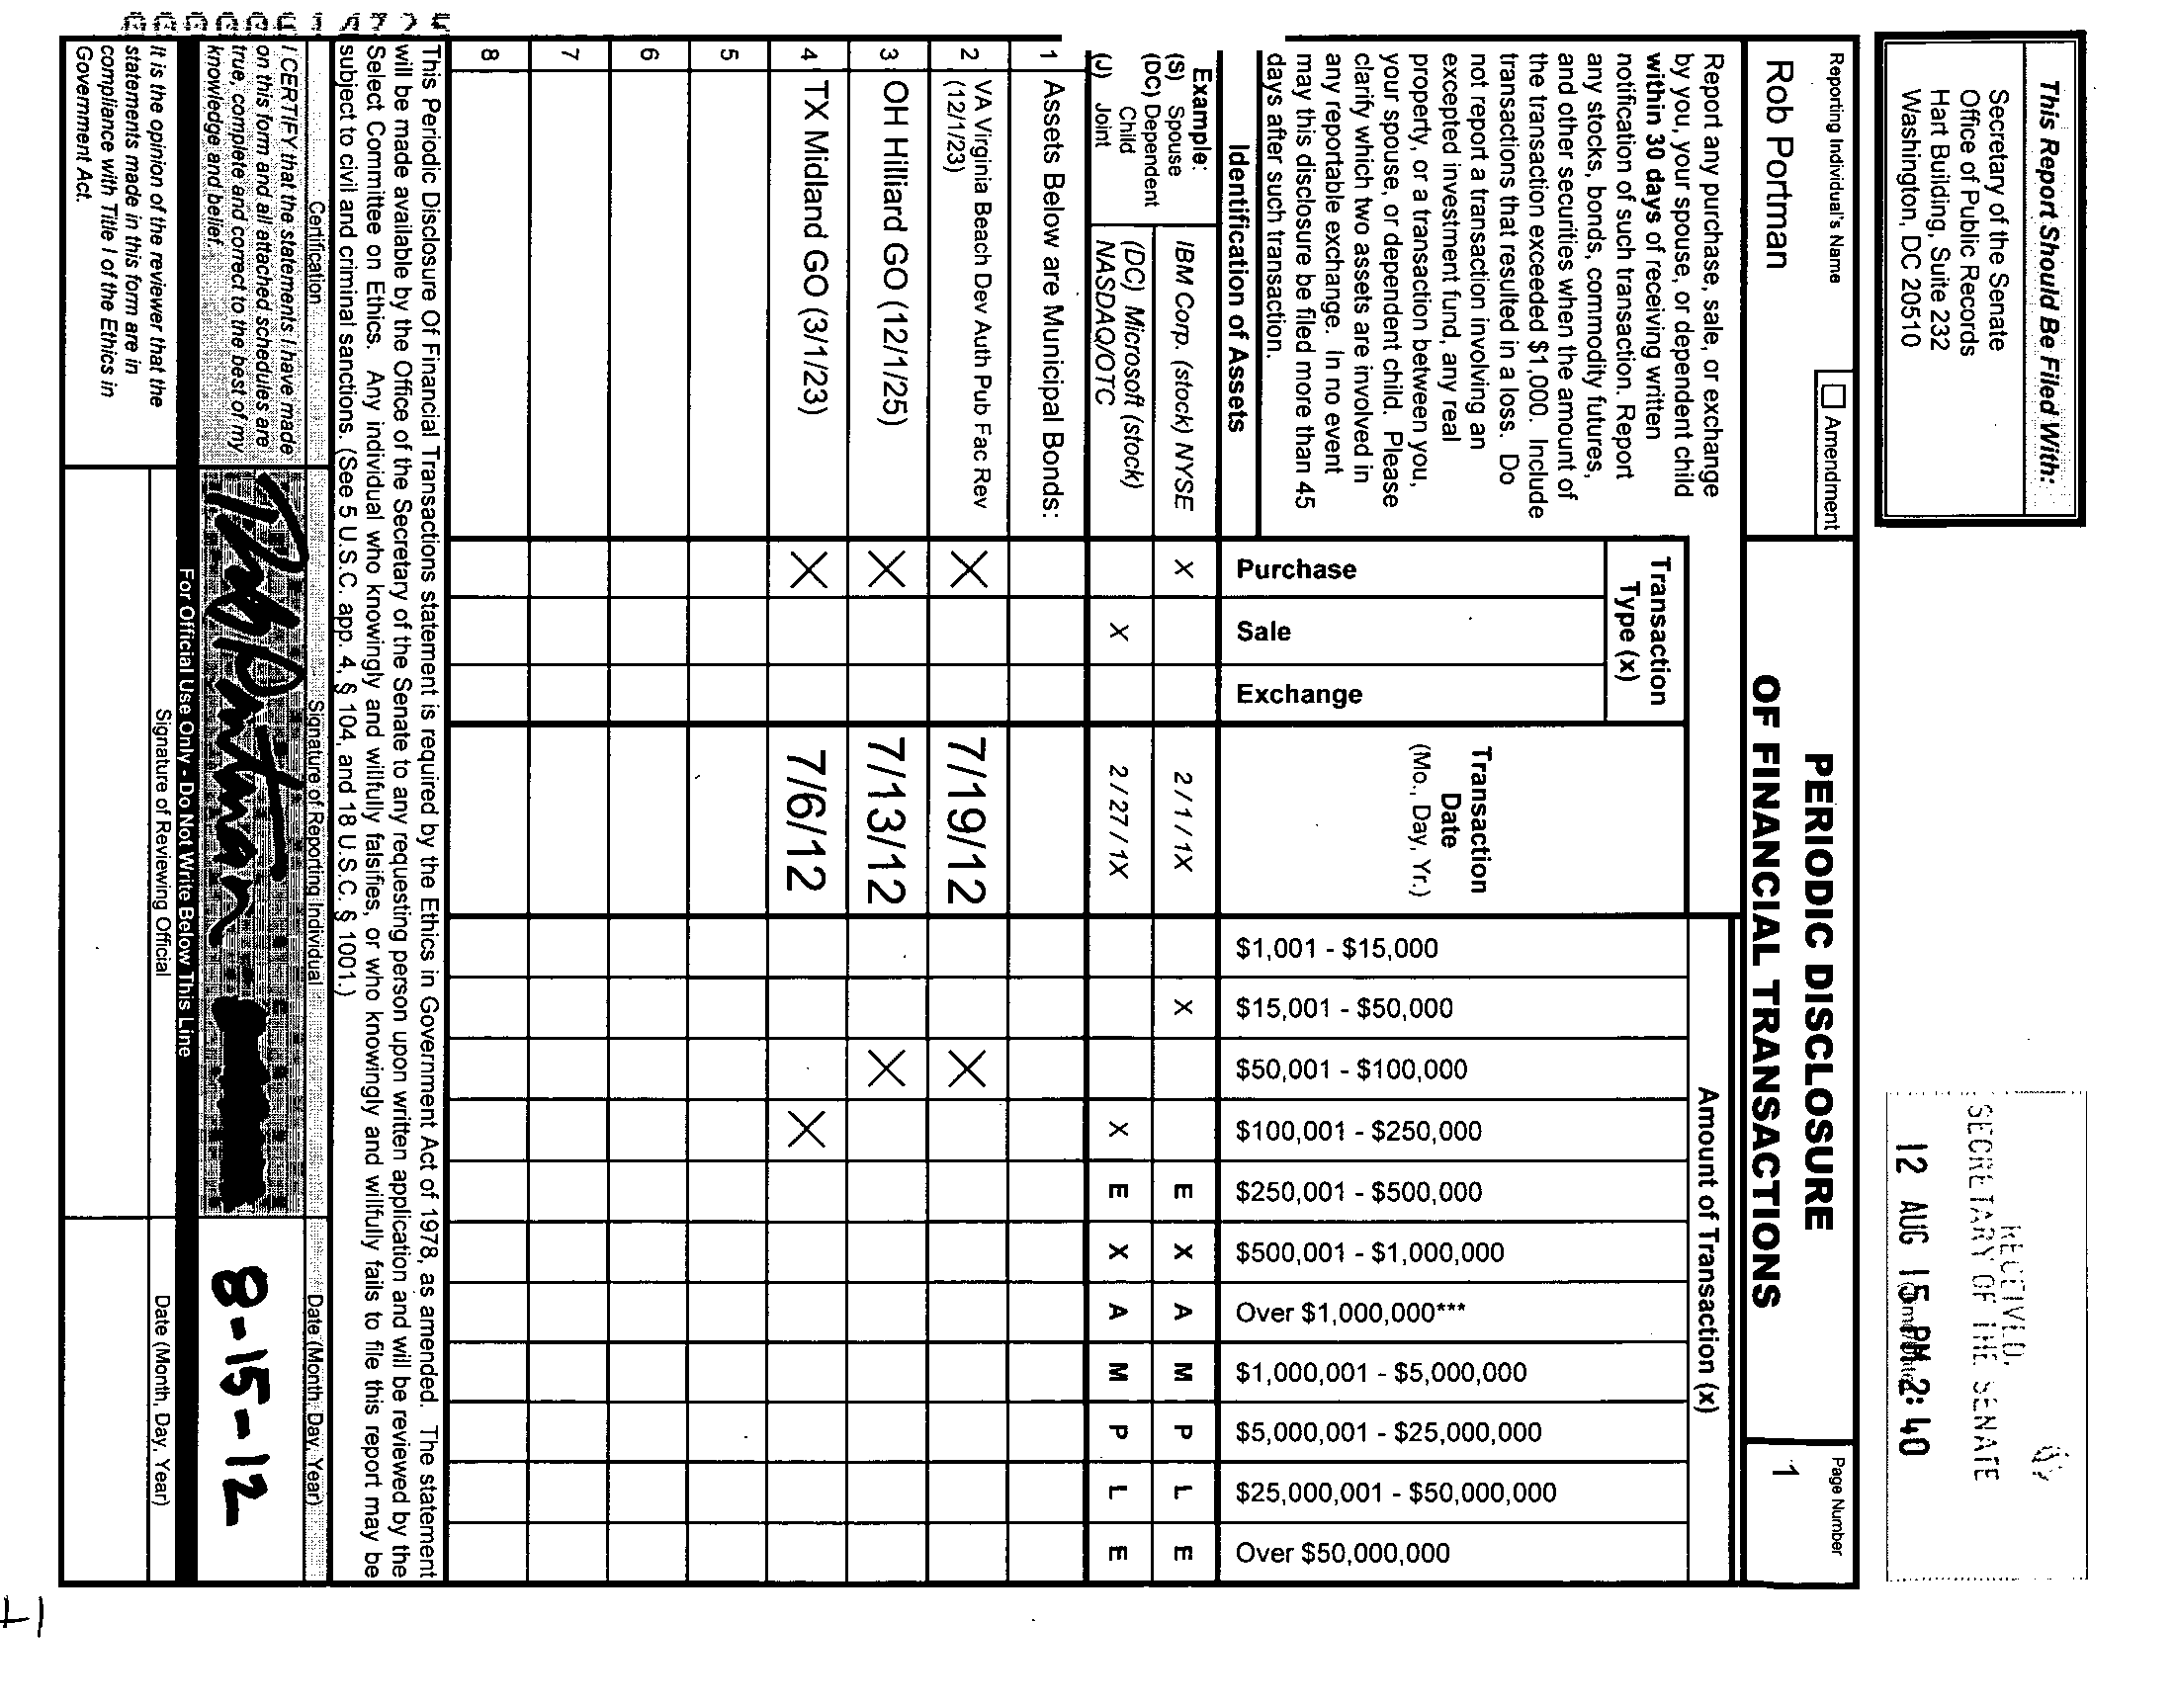 This Report Should Be Filed With:
Secretary of the Senate
Office of Public Records
Hart Building, Suite 232
Washington, DC 20510
RECEIVED
SECRETARY OF THE SENATE
12 AUG 15 PM 2:40
Reporting Individual's Name
Amendment
Rob Portman
PERIODIC DISCLOSURE
OF FINANCIAL TRANSACTIONS
Page Number
1
Report any purchase, sale, or exchange
by you, your spouse, or dependent child
within 30 days of receiving written
notification of such transaction. Report
any stocks, bonds, commodity futures,
and other securities when the amount of
the transaction exceeded $1,000. Include
transactions that resulted in a loss. Do
not report a transaction involving an
excepted investment fund, any real
property, or a transaction between you,
your spouse, or dependent child. Please
clarify which two assets are involved in
any reportable exchange. In no event
may this disclosure be filed more than 45
days after such transaction.
Identification of Assets
Transaction
Type (x)
Purchase
Sale
Exchange
Transaction
Date
(Mo., Day, Yr.)
Amount of Transaction (x)
$1,001 - $15,000
$15,001 - $50,000
$50,001 - $100,000
$100,001 - $250,000
$250,001 - $500,000
$500,001 - $1,000,000
Over $1,000,000***
$1,000,001 - $5,000,000
$5,000,001 - $25,000,000
$25,000,001 - $50,000,000
Over $50,000,000
Example:
(S) Spouse
(DC) Dependent
Child
(J) Joint
IBM Corp. (stock) NYSE X 2/1/1X X E X A M P L E
(DC) Microsoft (stock)
NASDAQ/OTC X 2/27/1X X E X A M P L E
1 Assets Below are Municipal Bonds:
2 VA Virginia Beach Dev Auth Pub Fac Rev
(12/1/23) X 7/19/12 X
3 OH Hilliard GO (12/1/25) X 7/13/12 X
4 TX Midland GO (3/1/23) X 7/6/12 X
5
6
7
8
This Periodic Disclosure Of Financial Transactions statement is required by the Ethics in Government Act of 1978, as amended. The statement
will be made available by the Office of the Secretary of the Senate to any requesting person upon written application and will be reviewed by the
Select Committee on Ethics. Any individual who knowingly and willfully falsifies, or who knowingly and willfully fails to file this report may be
subject to civil and criminal sanctions. (See 5 U.S.C. app. 4, § 104, and 18 U.S.C. § 1001.)
Certification
Signature of Reporting Individual
Date (Month, Day, Year)
I CERTIFY that the statements I have made
on this form and all attached schedules are
true, complete and correct to the best of my
knowledge and belief.
Rob Portman
8-15-12
For Official Use Only - Do Not Write Below This Line
It is the opinion of the reviewer that the
statements made in this form are in
compliance with Title I of the Ethics in
Government Act.
Signature of Reviewing Official
Date (Month, Day, Year)